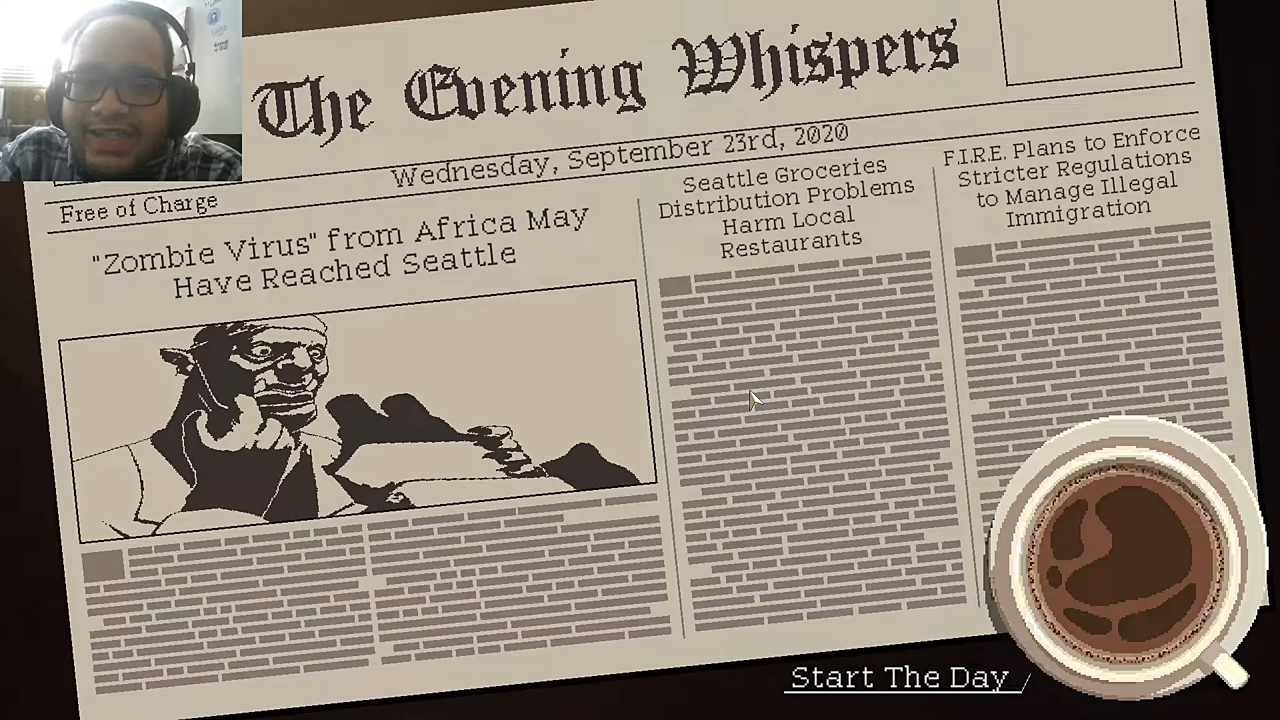 The Evening Whispers
Wednesday, September 23rd, 2020
Free of Charge
"Zombie Virus" from Africa May
Have Reached Seattle
Seattle Groceries
Distribution Problems
Harm Local
Restaurants
F.I.R.E. Plans to Enforce
Stricter Regulations
to Manage Illegal
Immigration
Start The Day